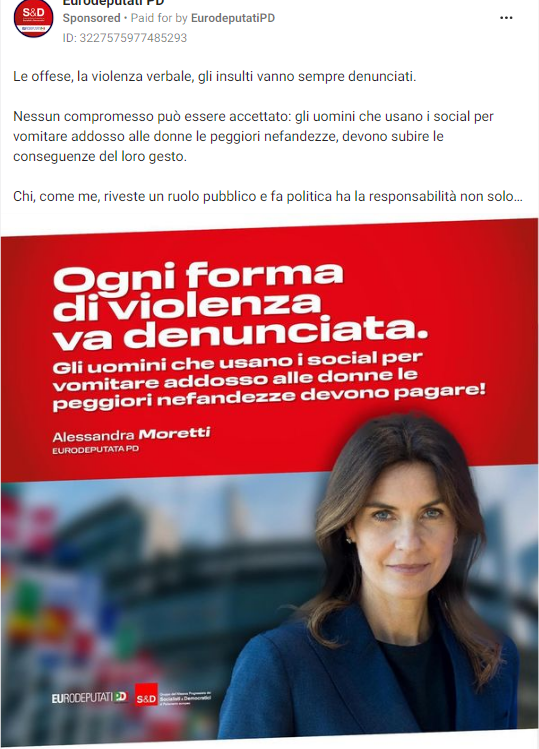 Eurodeputati PD
Sponsored • Paid for by EurodeputatiPD
ID: 3227575977485293
Le offese, la violenza verbale, gli insulti vanno sempre denunciati.
Nessun compromesso può essere accettato: gli uomini che usano i social per
vomitare addosso alle donne le peggiori nefandezze, devono subire le
conseguenze del loro gesto.
Chi, come me, riveste un ruolo pubblico e fa politica ha la responsabilità non solo...
Ogni forma
di violenza
va denunciata.
Gli uomini che usano i social per
vomitare addosso alle donne le
peggiori nefandezze devono pagare!
Alessandra Moretti
EURODEPUTATA PD
EURODEPUTATI PD
S&D
Socialisti e Democratici
S&D